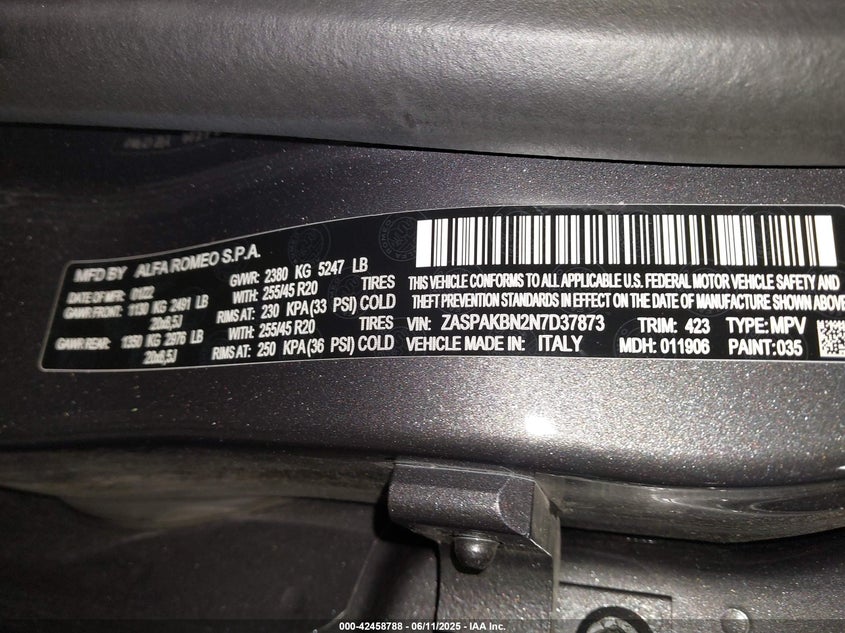 MFD BY ALFA ROMEO S.P.A.
DATE OF MFR 01/22 GVWR: 2380 KG 5247 LB
GAWR FRONT: 1130 KG 2491 LB WITH: 255/45 R20 TIRES
20x8,5J RIMS AT: 230 KPA (33 PSI) COLD
GAWR REAR: 1350 KG 2976 LB WITH: 255/45 R20 TIRES
20x8,5J RIMS AT: 250 KPA (36 PSI) COLD
THIS VEHICLE CONFORMS TO ALL APPLICABLE U.S. FEDERAL MOTOR VEHICLE SAFETY AND
THEFT PREVENTION STANDARDS IN EFFECT ON THE DATE OF MANUFACTURE SHOWN ABOVE
VIN: ZASPAKBN2N7D37873 TRIM: 423 TYPE: MPV
VEHICLE MADE IN: ITALY MDH: 011906 PAINT: 035
000-42458788 - 06/11/2025 - IAA Inc.